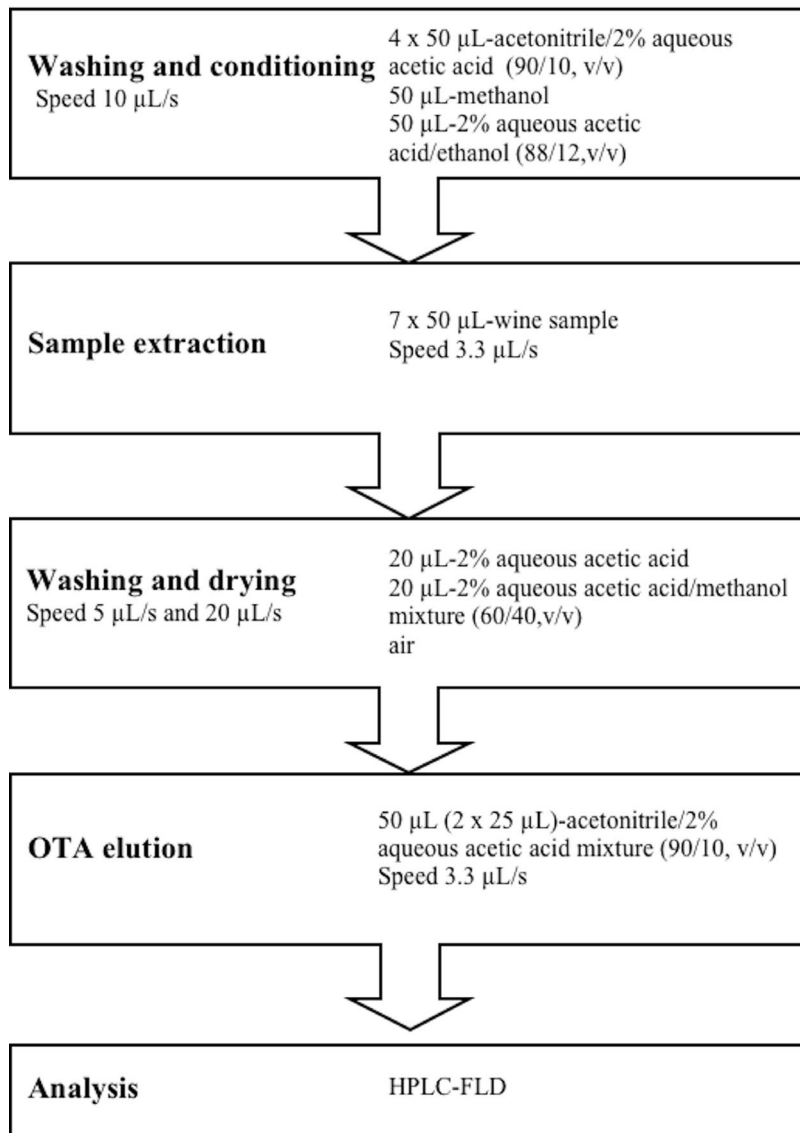 Washing and conditioning
Speed 10 µL/s
4 x 50 µL-acetonitrile/2% aqueous
acetic acid (90/10, v/v)
50 µL-methanol
50 µL-2% aqueous acetic
acid/ethanol (88/12,v/v)
Sample extraction
7 x 50 µL-wine sample
Speed 3.3 µL/s
Washing and drying
Speed 5 µL/s and 20 µL/s
20 µL-2% aqueous acetic acid
20 µL-2% aqueous acetic acid/methanol
mixture (60/40,v/v)
air
OTA elution
50 µL (2 x 25 µL)-acetonitrile/2%
aqueous acetic acid mixture (90/10, v/v)
Speed 3.3 µL/s
Analysis
HPLC-FLD